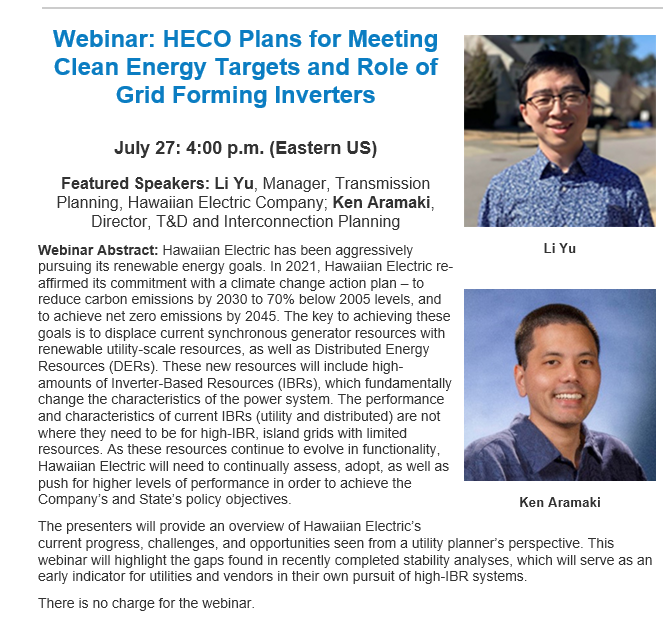 Webinar: HECO Plans for Meeting
Clean Energy Targets and Role of
Grid Forming Inverters
July 27: 4:00 p.m. (Eastern US)
Featured Speakers: Li Yu, Manager, Transmission
Planning, Hawaiian Electric Company; Ken Aramaki,
Director, T&D and Interconnection Planning
Li Yu
Webinar Abstract: Hawaiian Electric has been aggressively
pursuing its renewable energy goals. In 2021, Hawaiian Electric re-
affirmed its commitment with a climate change action plan – to
reduce carbon emissions by 2030 to 70% below 2005 levels, and
to achieve net zero emissions by 2045. The key to achieving these
goals is to displace current synchronous generator resources with
renewable utility-scale resources, as well as Distributed Energy
Resources (DERs). These new resources will include high-
amounts of Inverter-Based Resources (IBRs), which fundamentally
change the characteristics of the power system. The performance
and characteristics of current IBRs (utility and distributed) are not
where they need to be for high-IBR, island grids with limited
resources. As these resources continue to evolve in functionality,
Hawaiian Electric will need to continually assess, adopt, as well as
push for higher levels of performance in order to achieve the
Company's and State's policy objectives.
Ken Aramaki
The presenters will provide an overview of Hawaiian Electric's
current progress, challenges, and opportunities seen from a utility planner's perspective. This
webinar will highlight the gaps found in recently completed stability analyses, which will serve as an
early indicator for utilities and vendors in their own pursuit of high-IBR systems.
There is no charge for the webinar.